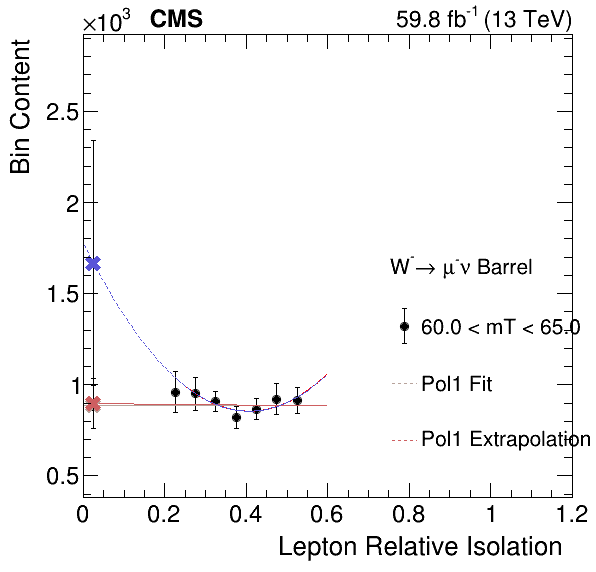 ×10³ CMS 59.8 fb⁻¹ (13 TeV)
Bin Content
2.5
2
1.5
1
0.5
W⁻→ μ⁻ν Barrel
60.0 < mT < 65.0
Pol1 Fit
Pol1 Extrapolation
0 0.2 0.4 0.6 0.8 1 1.2
Lepton Relative Isolation